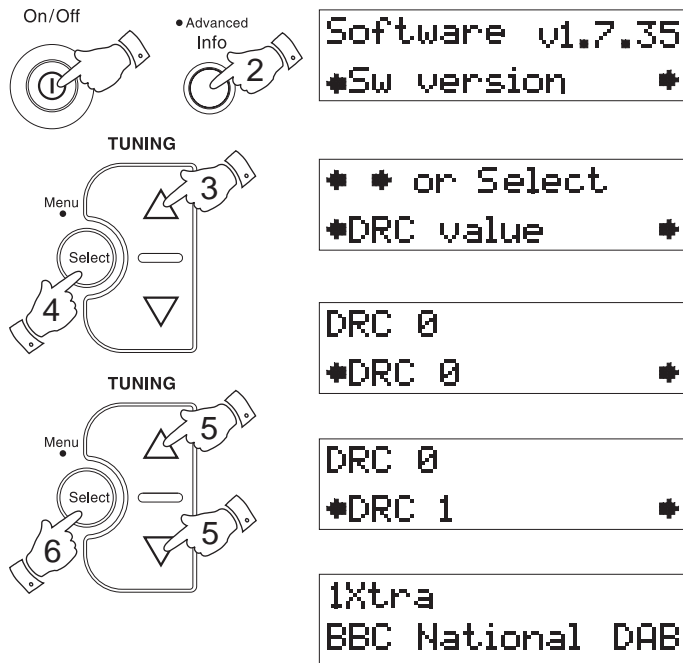 On/Off
• Advanced
Info
2
TUNING
Menu
Select
3
4
TUNING
Menu
Select
5
5
6
Software v1.7.35
Sw version
or Select
DRC value
DRC 0
DRC 0
DRC 0
DRC 1
1Xtra
BBC National DAB